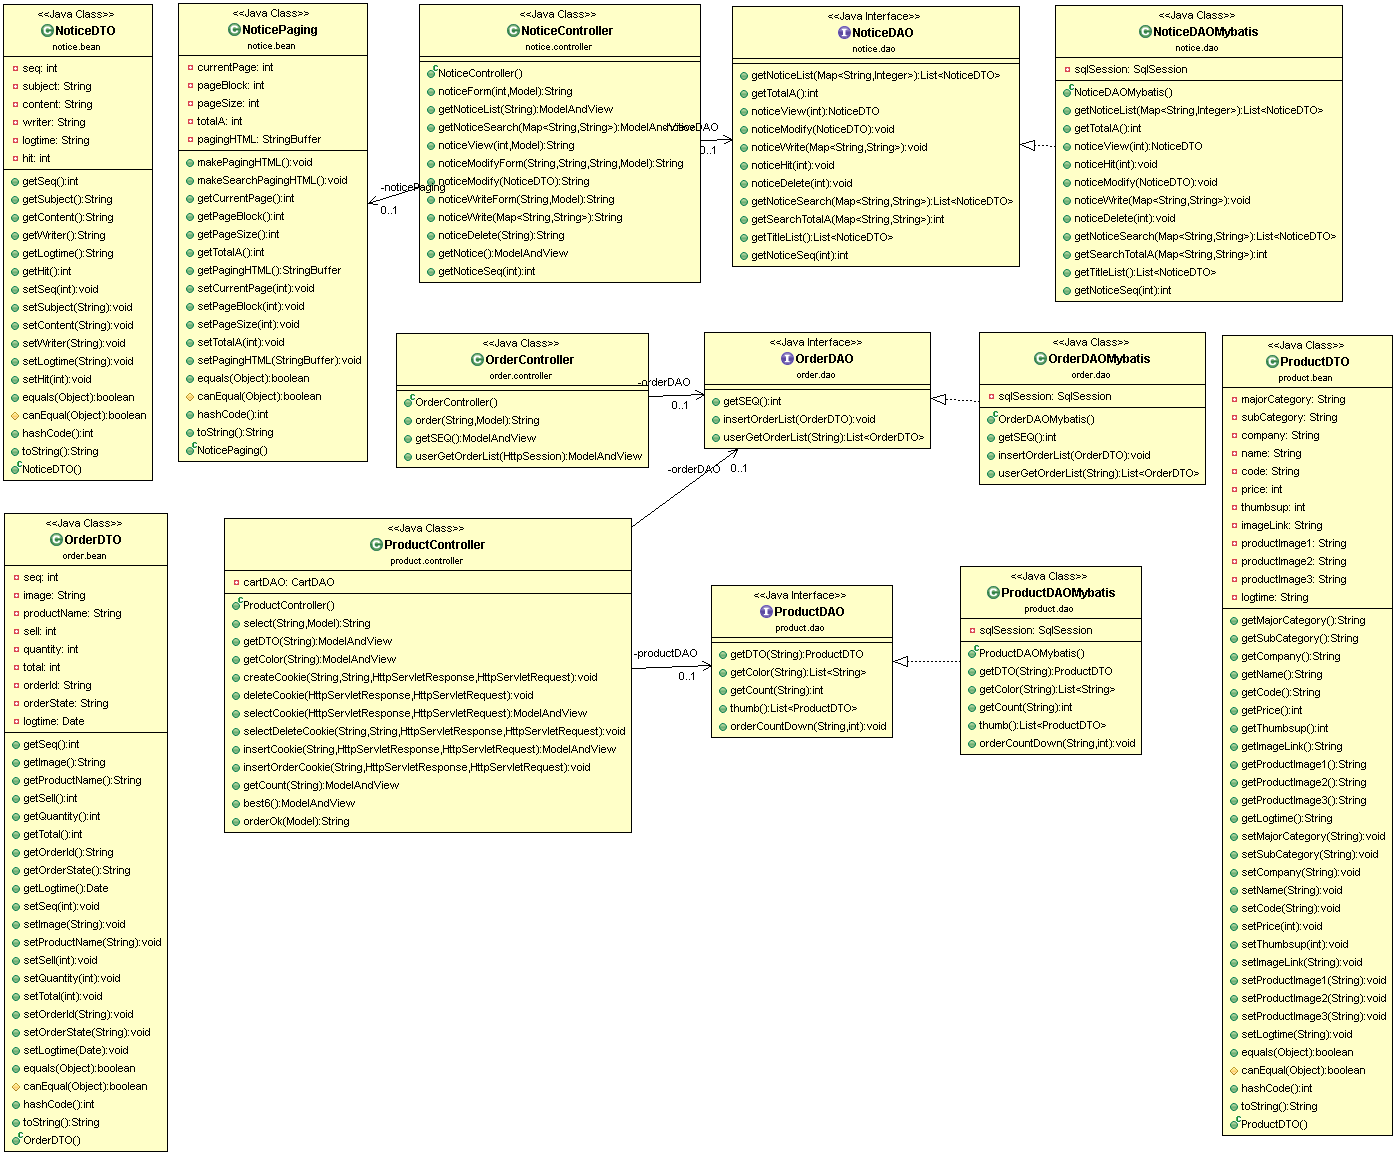 <<Java Class>>
NoticeDTO
notice.bean
seq: int
subject: String
content: String
writer: String
logtime: String
hit: int
getSeq():int
getSubject():String
getContent():String
getWriter():String
getLogtime():String
getHit():int
setSeq(int):void
setSubject(String):void
setContent(String):void
setWriter(String):void
setLogtime(String):void
setHit(int):void
equals(Object):boolean
canEqual(Object):boolean
hashCode():int
toString():String
NoticeDTO()
<<Java Class>>
NoticePaging
notice.bean
currentPage: int
pageBlock: int
pageSize: int
totalA: int
pagingHTML: StringBuffer
makePagingHTML():void
makeSearchPagingHTML():void
getCurrentPage():int
getPageBlock():int
getPageSize():int
getTotalA():int
getPagingHTML():StringBuffer
setCurrentPage(int):void
setPageBlock(int):void
setPageSize(int):void
setTotalA(int):void
setPagingHTML(StringBuffer):void
equals(Object):boolean
canEqual(Object):boolean
hashCode():int
toString():String
NoticePaging()
<<Java Class>>
NoticeController
notice.controller
NoticeController()
noticeForm(int,Model):String
getNoticeList(String):ModelAndView
getNoticeSearch(Map<String,String>):ModelAndView
noticeView(int,Model):String
noticeModifyForm(String,String,String,Model):String
noticeModify(NoticeDTO):String
noticeWriteForm(String,Model):String
noticeWrite(Map<String,String>):String
noticeDelete(String):String
getNotice():ModelAndView
getNoticeSeq(int):int
-noticePaging
0..1
-noticeDAO
0..1
<<Java Interface>>
NoticeDAO
notice.dao
getNoticeList(Map<String,Integer>):List<NoticeDTO>
getTotalA():int
noticeView(int):NoticeDTO
noticeModify(NoticeDTO):void
noticeWrite(Map<String,String>):void
noticeHit(int):void
noticeDelete(int):void
getNoticeSearch(Map<String,String>):List<NoticeDTO>
getSearchTotalA(Map<String,String>):int
getTitleList():List<NoticeDTO>
getNoticeSeq(int):int
<<Java Class>>
NoticeDAOMybatis
notice.dao
sqlSession: SqlSession
NoticeDAOMybatis()
getNoticeList(Map<String,Integer>):List<NoticeDTO>
getTotalA():int
noticeView(int):NoticeDTO
noticeHit(int):void
noticeModify(NoticeDTO):void
noticeWrite(Map<String,String>):void
noticeDelete(int):void
getNoticeSearch(Map<String,String>):List<NoticeDTO>
getSearchTotalA(Map<String,String>):int
getTitleList():List<NoticeDTO>
getNoticeSeq(int):int
<<Java Class>>
OrderController
order.controller
OrderController()
order(String,Model):String
getSEQ():ModelAndView
userGetOrderList(HttpSession):ModelAndView
-orderDAO
0..1
<<Java Interface>>
OrderDAO
order.dao
getSEQ():int
insertOrderList(OrderDTO):void
userGetOrderList(String):List<OrderDTO>
<<Java Class>>
OrderDAOMybatis
order.dao
sqlSession: SqlSession
OrderDAOMybatis()
getSEQ():int
insertOrderList(OrderDTO):void
userGetOrderList(String):List<OrderDTO>
<<Java Class>>
ProductDTO
product.bean
majorCategory: String
subCategory: String
company: String
name: String
code: String
price: int
thumbsup: int
imageLink: String
productImage1: String
productImage2: String
productImage3: String
logtime: String
getMajorCategory():String
getSubCategory():String
getCompany():String
getName():String
getCode():String
getPrice():int
getThumbsup():int
getImageLink():String
getProductImage1():String
getProductImage2():String
getProductImage3():String
getLogtime():String
setMajorCategory(String):void
setSubCategory(String):void
setCompany(String):void
setName(String):void
setCode(String):void
setPrice(int):void
setThumbsup(int):void
setImageLink(String):void
setProductImage1(String):void
setProductImage2(String):void
setProductImage3(String):void
setLogtime(String):void
equals(Object):boolean
canEqual(Object):boolean
hashCode():int
toString():String
ProductDTO()
<<Java Class>>
OrderDTO
order.bean
seq: int
image: String
productName: String
sell: int
quantity: int
total: int
orderId: String
orderState: String
logtime: Date
getSeq():int
getImage():String
getProductName():String
getSell():int
getQuantity():int
getTotal():int
getOrderId():String
getOrderState():String
getLogtime():Date
setSeq(int):void
setImage(String):void
setProductName(String):void
setSell(int):void
setQuantity(int):void
setTotal(int):void
setOrderId(String):void
setOrderState(String):void
setLogtime(Date):void
equals(Object):boolean
canEqual(Object):boolean
hashCode():int
toString():String
OrderDTO()
<<Java Class>>
ProductController
product.controller
cartDAO: CartDAO
ProductController()
select(String,Model):String
getDTO(String):ModelAndView
getColor(String):ModelAndView
createCookie(String,String,HttpServletResponse,HttpServletRequest):void
deleteCookie(HttpServletResponse,HttpServletRequest):void
selectCookie(HttpServletResponse,HttpServletRequest):ModelAndView
selectDeleteCookie(String,String,HttpServletResponse,HttpServletRequest):void
insertCookie(String,HttpServletResponse,HttpServletRequest):ModelAndView
insertOrderCookie(String,HttpServletResponse,HttpServletRequest):void
getCount(String):ModelAndView
best6():ModelAndView
orderOk(Model):String
-orderDAO
0..1
-productDAO
0..1
<<Java Interface>>
ProductDAO
product.dao
getDTO(String):ProductDTO
getColor(String):List<String>
getCount(String):int
thumb():List<ProductDTO>
orderCountDown(String,int):void
<<Java Class>>
ProductDAOMybatis
product.dao
sqlSession: SqlSession
ProductDAOMybatis()
getDTO(String):ProductDTO
getColor(String):List<String>
getCount(String):int
thumb():List<ProductDTO>
orderCountDown(String,int):void